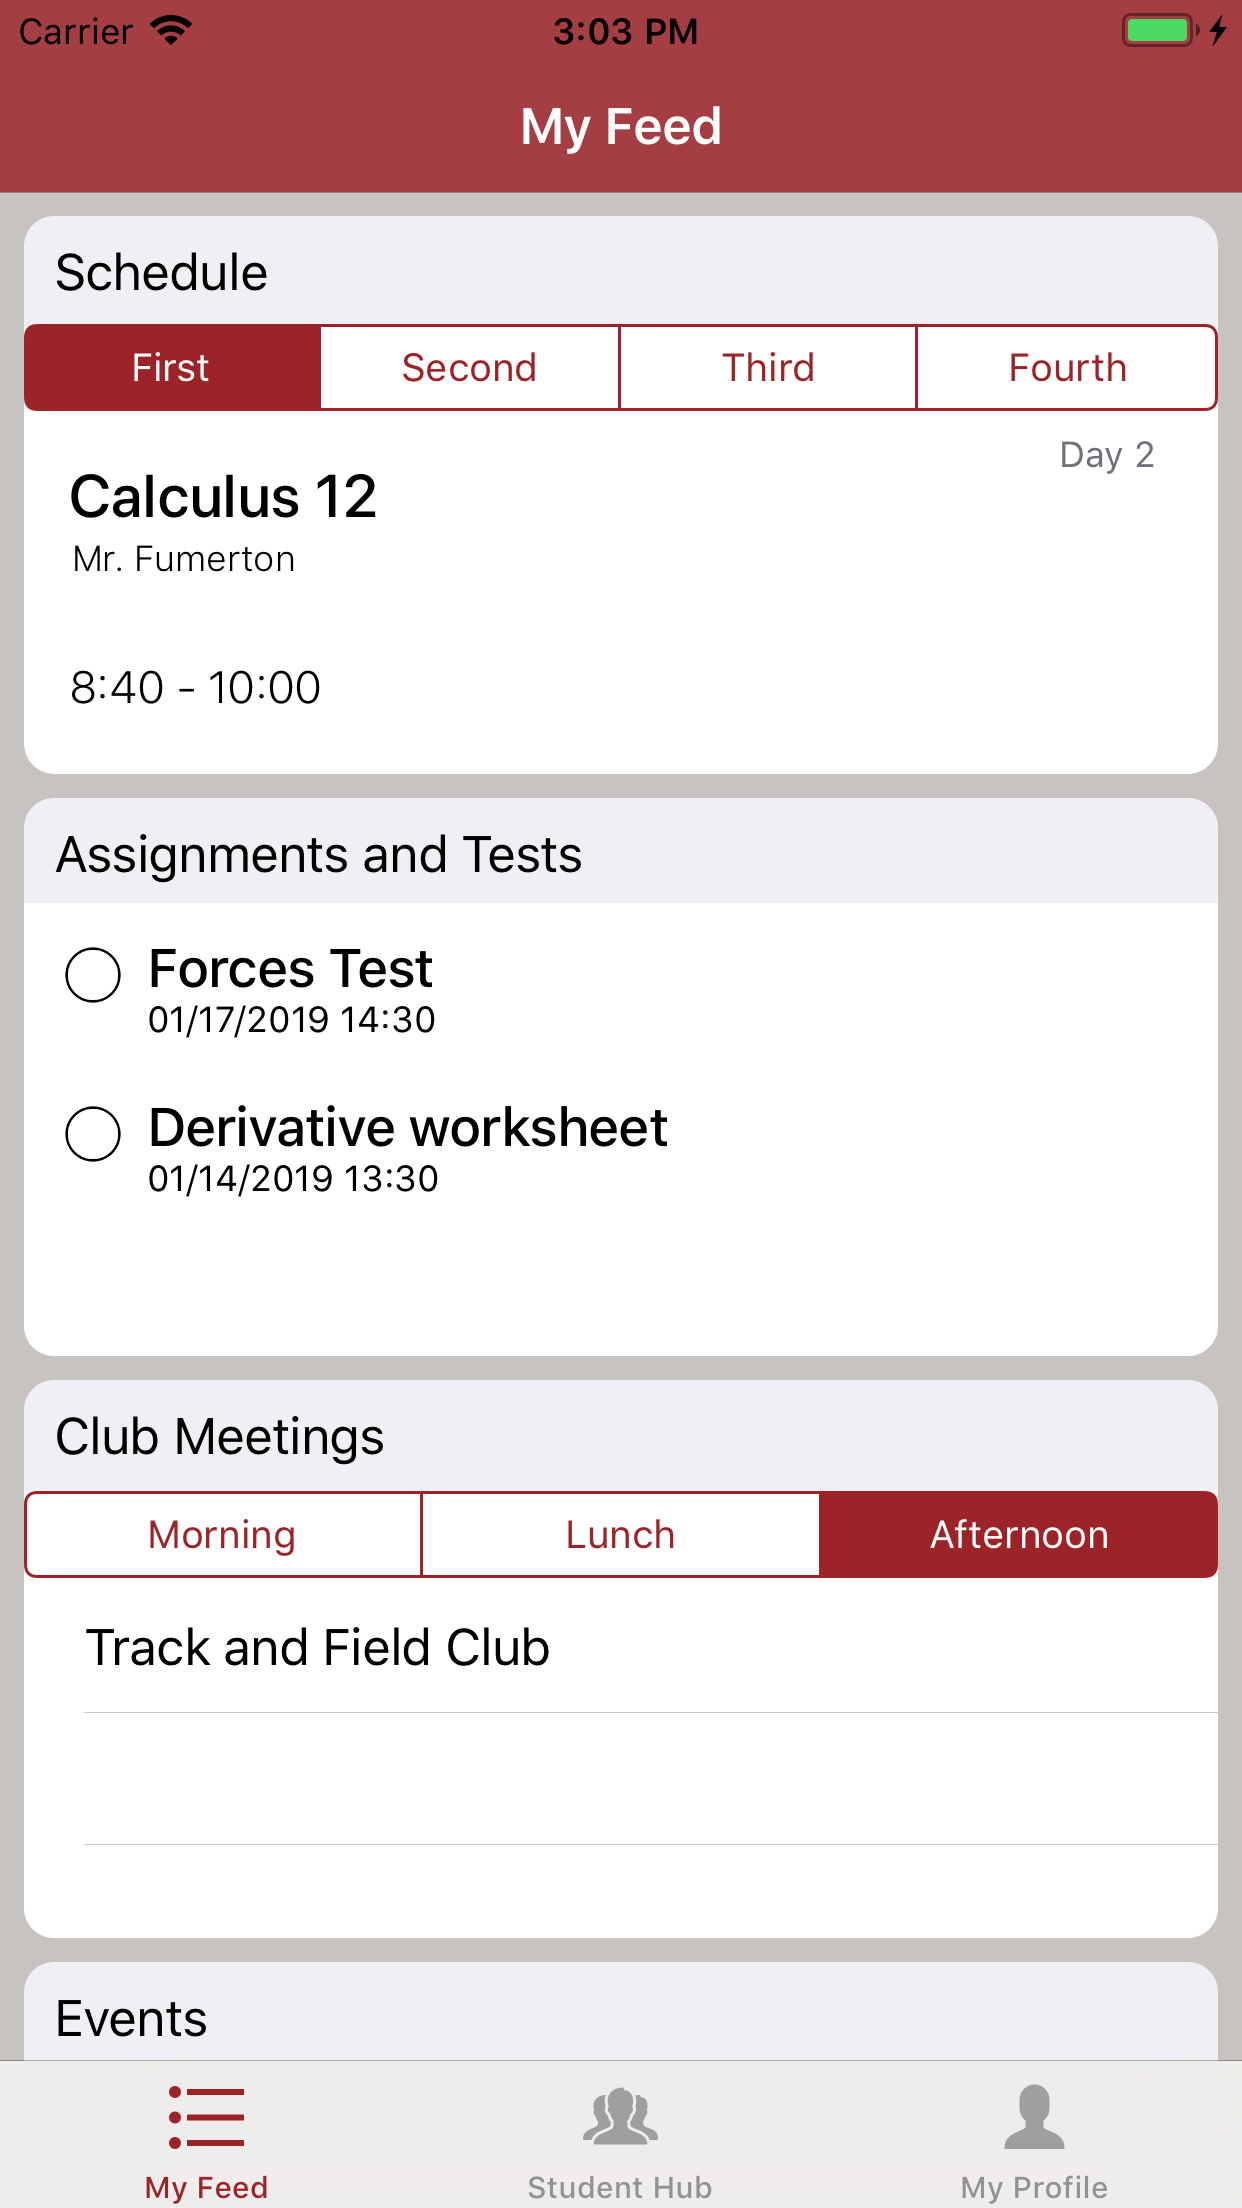 Carrier 3:03 PM
My Feed
Schedule
First Second Third Fourth
Day 2
Calculus 12
Mr. Fumerton
8:40 - 10:00
Assignments and Tests
Forces Test
01/17/2019 14:30
Derivative worksheet
01/14/2019 13:30
Club Meetings
Morning Lunch Afternoon
Track and Field Club
Events
My Feed Student Hub My Profile